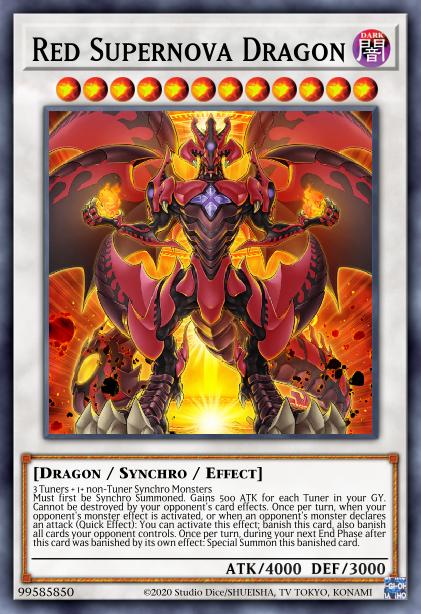 RED SUPERNOVA DRAGON
DARK
闇
[DRAGON / SYNCHRO / EFFECT]
3 Tuners + 1+ non-Tuner Synchro Monsters
Must first be Synchro Summoned. Gains 500 ATK for each Tuner in your GY.
Cannot be destroyed by your opponent's card effects. Once per turn, when your
opponent's monster effect is activated, or when an opponent's monster declares
an attack (Quick Effect): You can activate this effect; banish this card, also banish
all cards your opponent controls. Once per turn, during your next End Phase after
this card was banished by its own effect: Special Summon this banished card.
ATK/4000 DEF/3000
99585850
©2020 Studio Dice/SHUEISHA, TV TOKYO, KONAMI